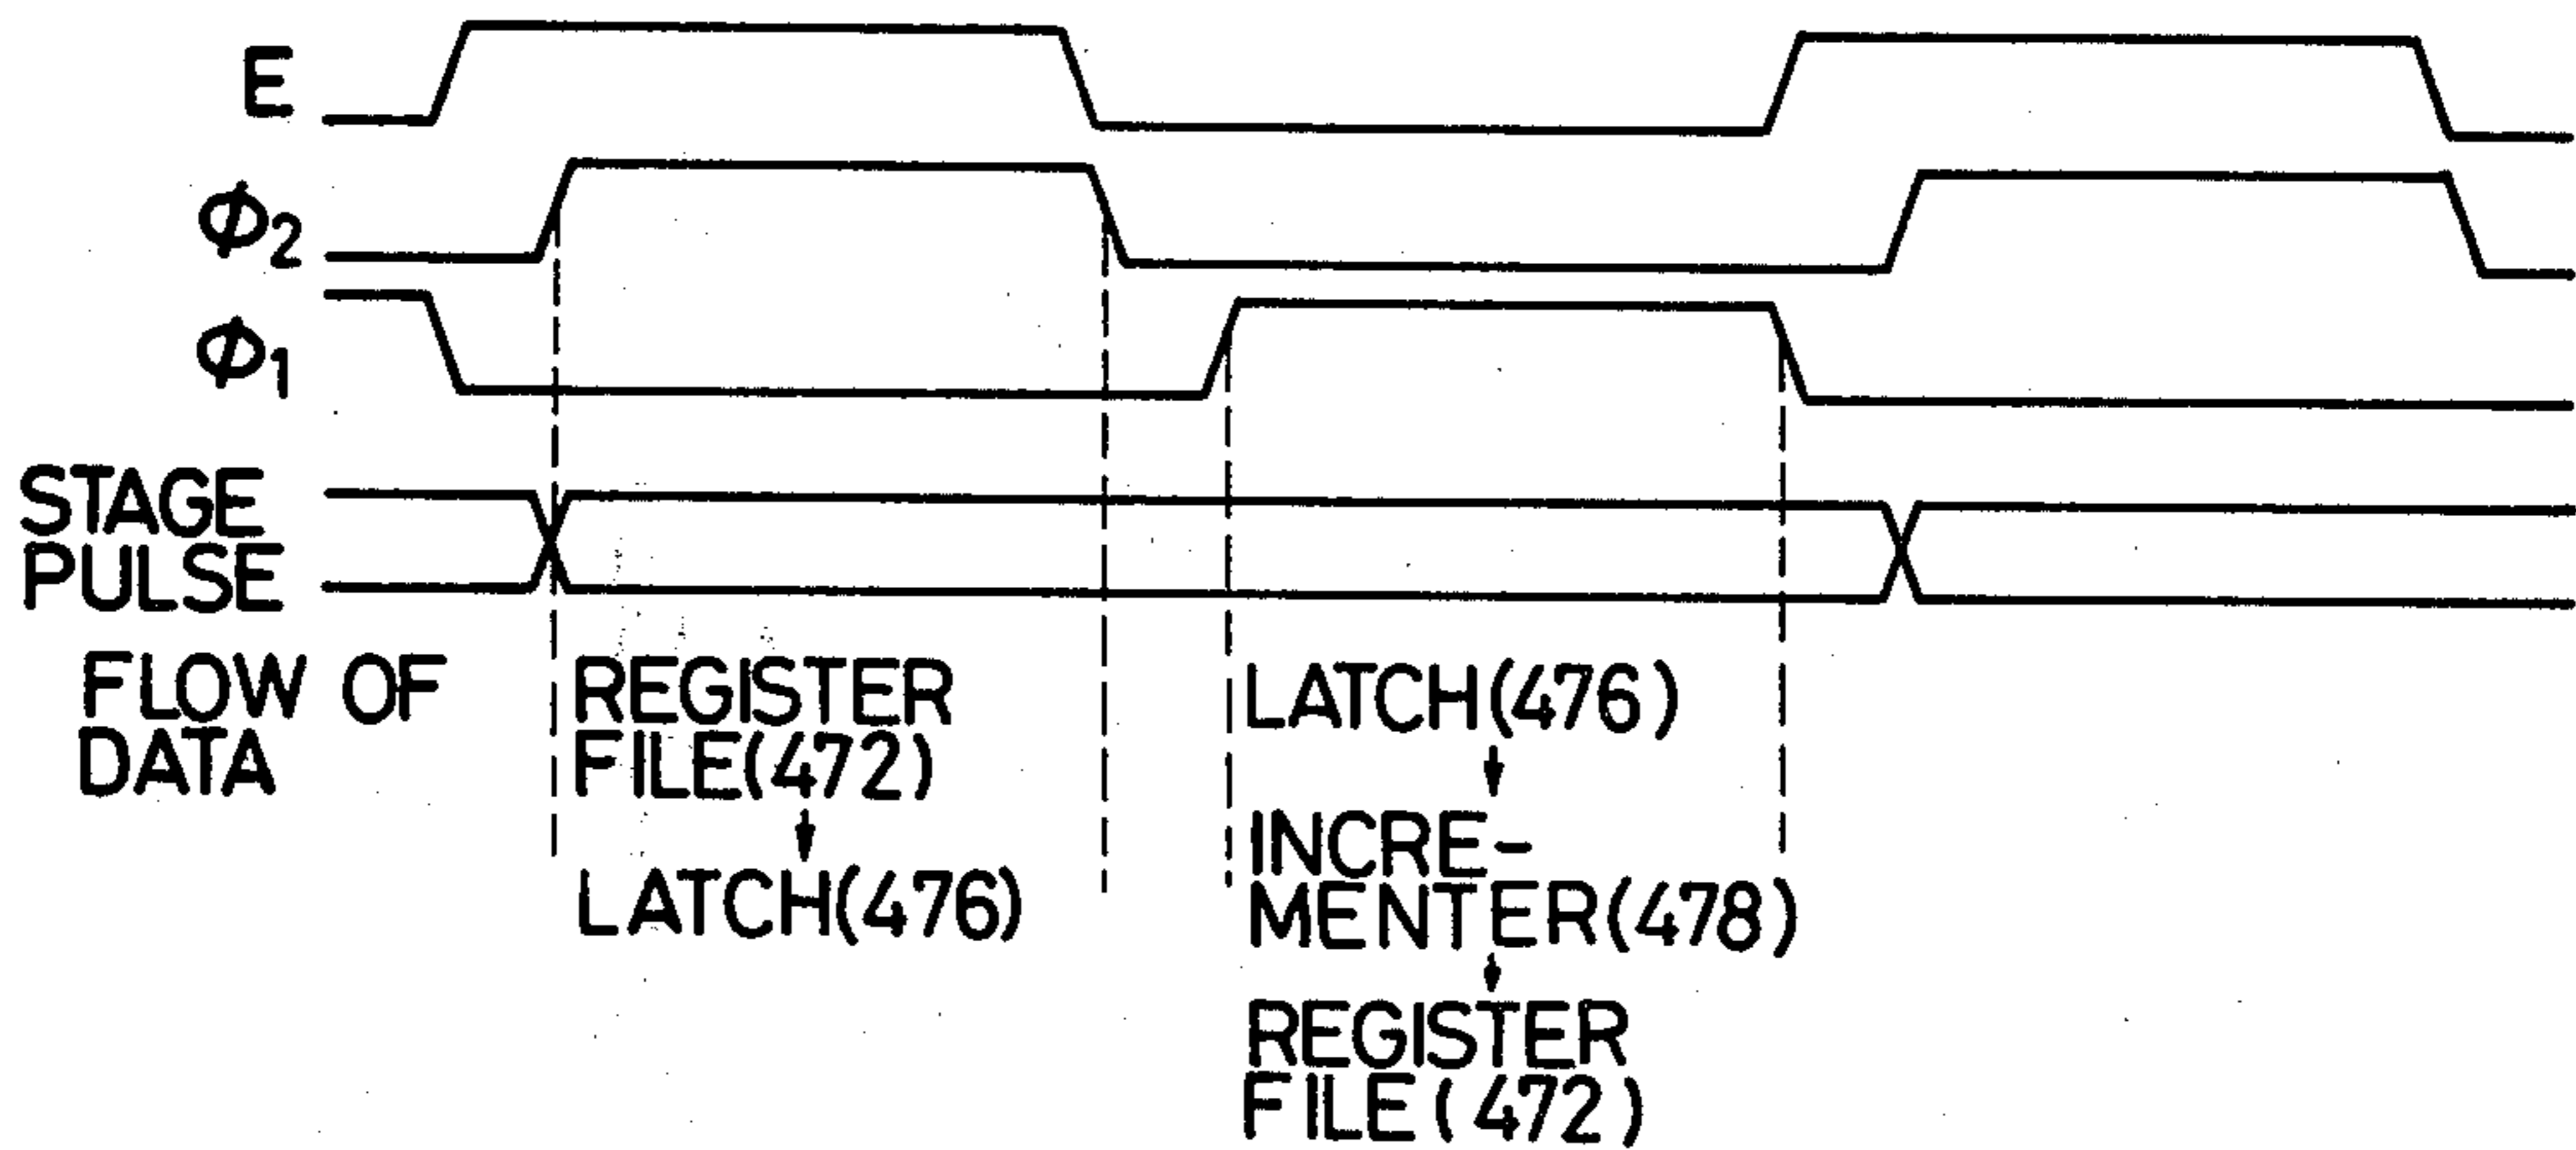 E
ϕ2
ϕ1
STAGE
PULSE
FLOW OF
DATA
REGISTER
FILE(472)
LATCH(476)
LATCH(476)
INCRE-
MENTER(478)
REGISTER
FILE(472)